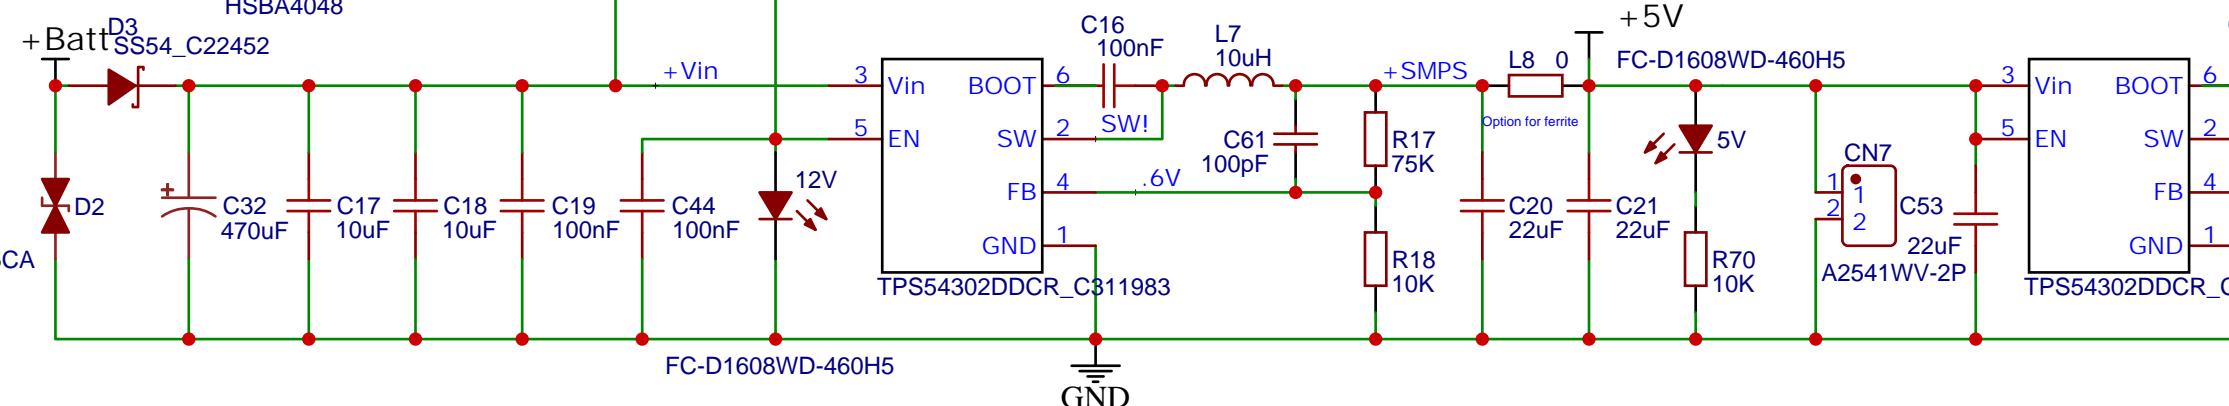 HSBA4048
+Batt
D3
SS54_C22452
+Vin
D2
CA
+
C32
470uF
C17
10uF
C18
10uF
C19
100nF
C44
100nF
12V
FC-D1608WD-460H5
3
Vin
5
EN
BOOT
6
SW
2
FB
4
GND
1
TPS54302DDCR_C311983
C16
100nF
SW!
L7
10uH
.6V
C61
100pF
+SMPS
R17
75K
R18
10K
GND
L8 0
Option for ferrite
C20
22uF
C21
22uF
+5V
FC-D1608WD-460H5
5V
R70
10K
CN7
1
1
2
2
A2541WV-2P
C53
22uF
3
Vin
5
EN
BOOT
6
SW
2
FB
4
GND
1
TPS54302DDCR_